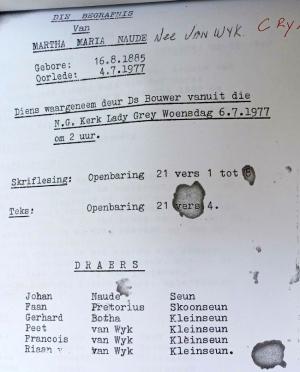 DIE BEGRAFNIS
Van
MARTHA MARIA NAUDE Nee VAN WYK. CRY
Gebore: 16.8.1885
Oorlede: 4.7.1977
Diens waargeneem deur Ds Bouwer vanuit die
N.G. Kerk Lady Grey Woensdag 6.7.1977
om 2 uur.
Skriflesing: Openbaring 21 vers 1 tot
Teks: Openbaring 21 vers 4.
DRAERS
Johan Naude Seun
Faan Pretorius Skoonseun
Gerhard Botha Kleinseun
Peet van Wyk Kleinseun
Francois van Wyk Kleinseun
Riaan v van Wyk Kleinseun.